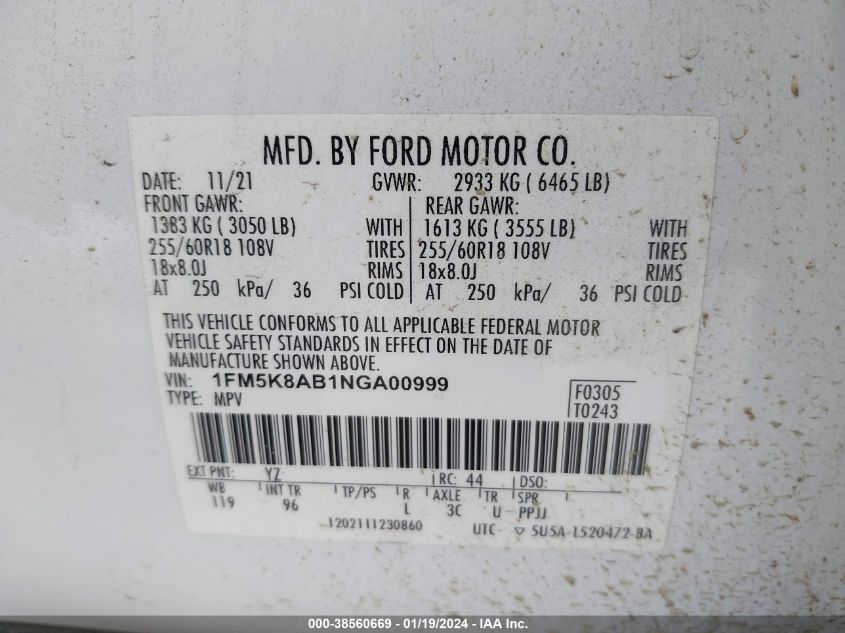 MFD. BY FORD MOTOR CO.
DATE: 11/21 GVWR: 2933 KG ( 6465 LB)
FRONT GAWR: REAR GAWR:
1383 KG ( 3050 LB) WITH 1613 KG ( 3555 LB) WITH
255/60R18 108V TIRES 255/60R18 108V TIRES
18x8.0J RIMS 18x8.0J RIMS
AT 250 kPa/ 36 PSI COLD AT 250 kPa/ 36 PSI COLD
THIS VEHICLE CONFORMS TO ALL APPLICABLE FEDERAL MOTOR
VEHICLE SAFETY STANDARDS IN EFFECT ON THE DATE OF
MANUFACTURE SHOWN ABOVE.
VIN: 1FM5K8AB1NGA00999
TYPE: MPV
F0305
T0243
EXT PNT: YZ RC: 44 DSO:
WB INT TR TP/PS R AXLE TR SPR
119 96 L 3C U PPJJ
1202111230860 UTC ▽ 5U5A-1520472-BA
000-38560669 - 01/19/2024 - IAAI.COM